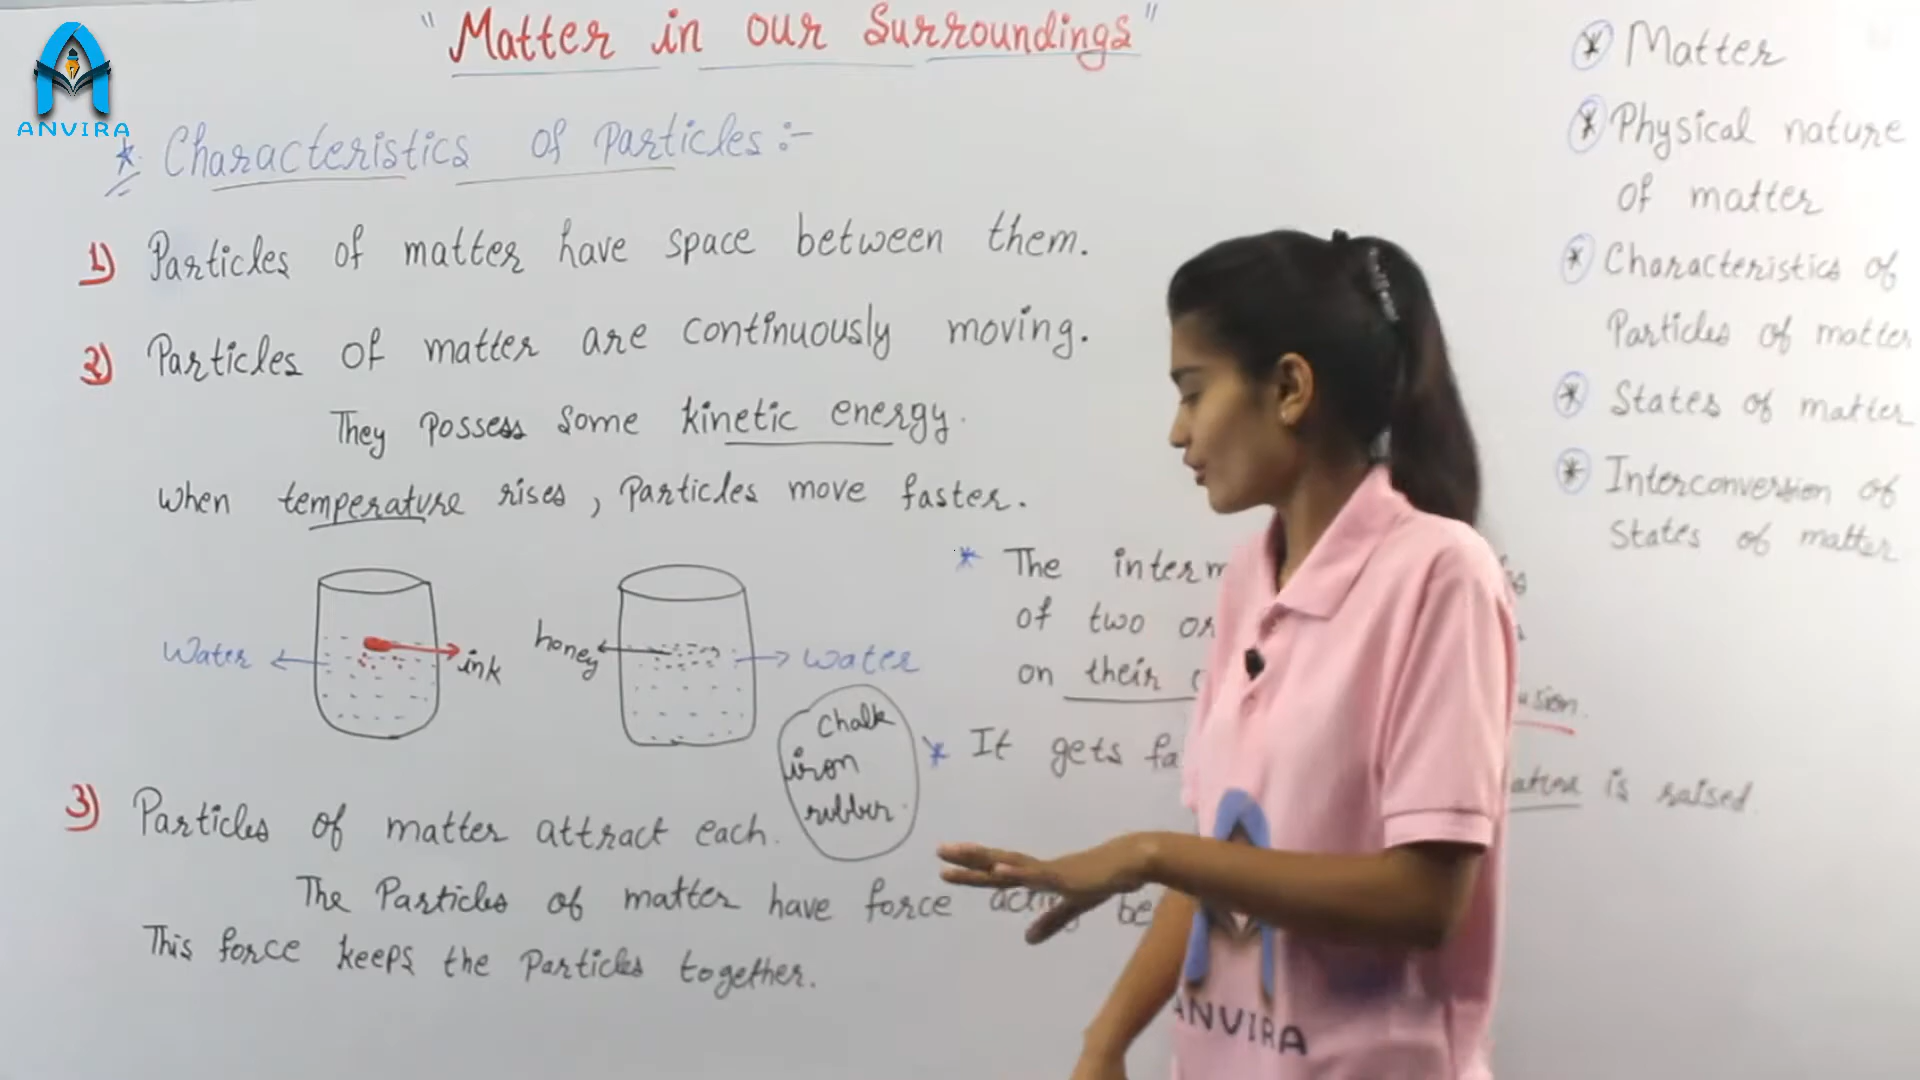 "Matter in our Surroundings"
ANVIRA
* Characteristics of Particles :-
1) Particles of matter have space between them.
2) Particles of matter are continuously moving.
They possess some kinetic energy.
when temperature rises, Particles move faster.
Water
ink
honey
water
Chalk
iron
rubber.
* The
of two or
on their
* It gets
is raised.
3) Particles of matter attract each.
The Particles of matter have force acting
This force keeps the Particles together.
* Matter
* Physical nature
of matter
* Characteristics of
Particles of matter
* States of matter
* Interconversion of
States of matter
ANVIRA